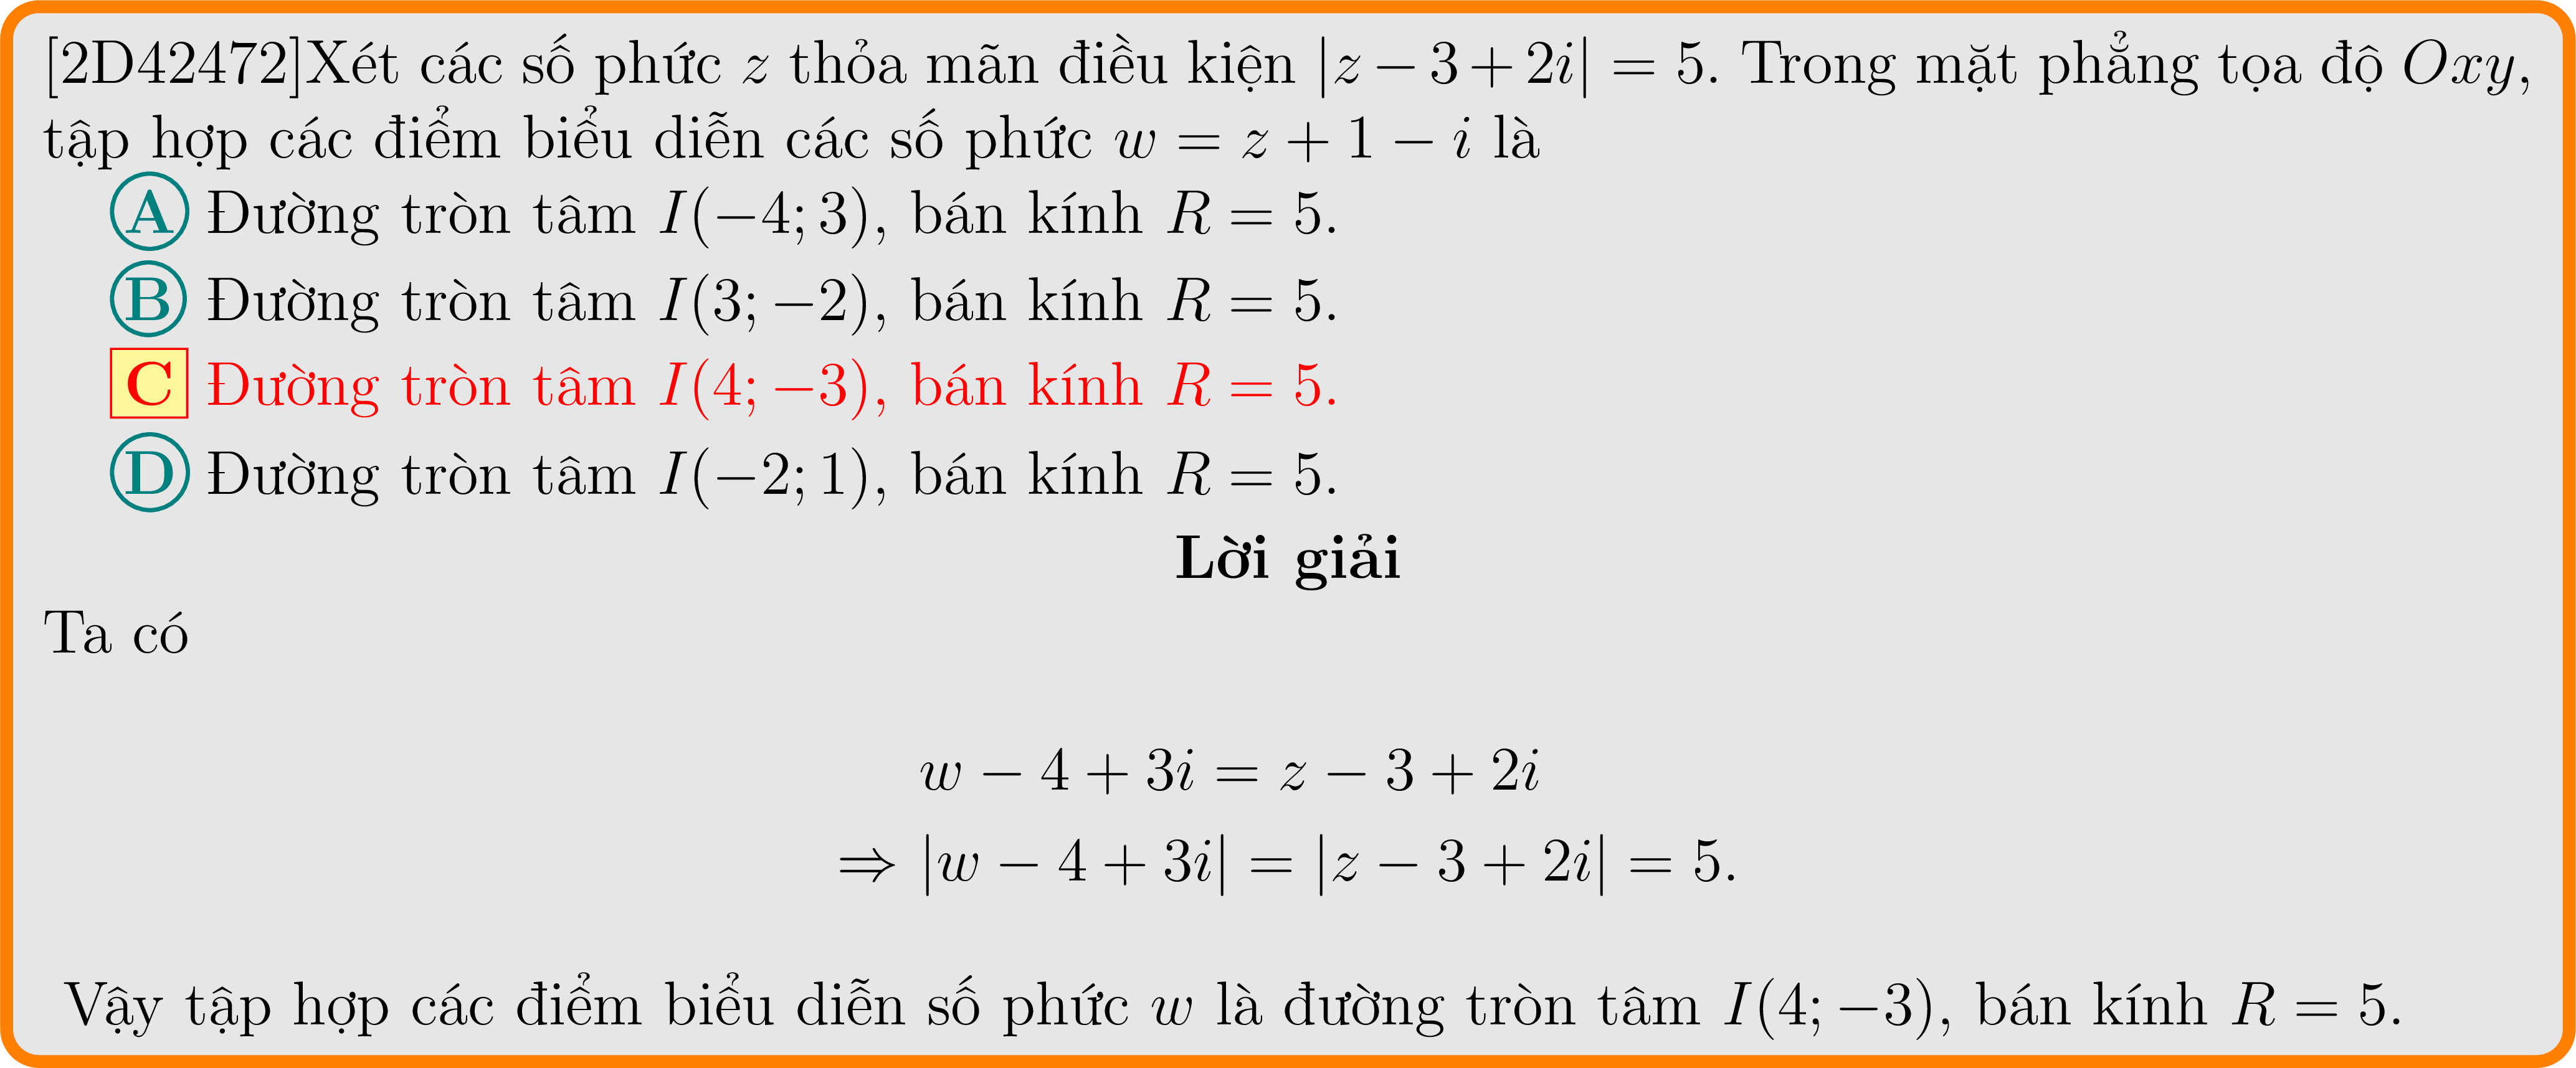 [2D42472]Xét các số phức z thỏa mãn điều kiện |z − 3 + 2i| = 5. Trong mặt phẳng tọa độ Oxy,
tập hợp các điểm biểu diễn các số phức w = z + 1 − i là
A Đường tròn tâm I(−4; 3), bán kính R = 5.
B Đường tròn tâm I(3; −2), bán kính R = 5.
C Đường tròn tâm I(4; −3), bán kính R = 5.
D Đường tròn tâm I(−2; 1), bán kính R = 5.
Lời giải
Ta có
w − 4 + 3i = z − 3 + 2i
⇒ |w − 4 + 3i| = |z − 3 + 2i| = 5.
Vậy tập hợp các điểm biểu diễn số phức w là đường tròn tâm I(4; −3), bán kính R = 5.